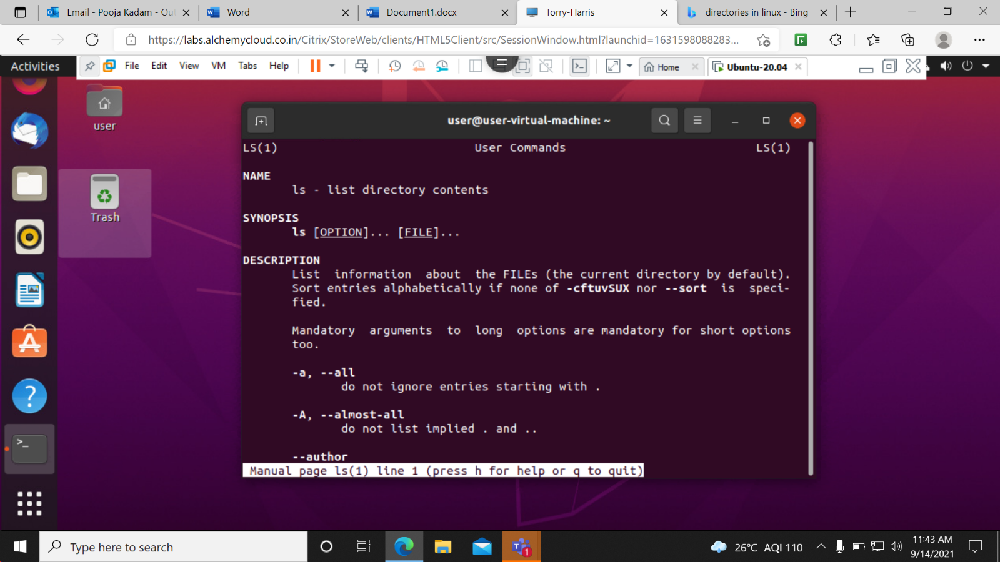 Email - Pooja Kadam - Out
Word
Document1.docx
Torry-Harris
directories in linux - Bing
https://labs.alchemycloud.co.in/Citrix/StoreWeb/clients/HTML5Client/src/SessionWindow.html?launchid=1631598088283...
Activities
File Edit View VM Tabs Help
Home
Ubuntu-20.04
user
Trash
user@user-virtual-machine: ~
LS(1) User Commands LS(1)
NAME
ls - list directory contents
SYNOPSIS
ls [OPTION]... [FILE]...
DESCRIPTION
List information about the FILEs (the current directory by default).
Sort entries alphabetically if none of -cftuvSUX nor --sort is speci-
fied.
Mandatory arguments to long options are mandatory for short options
too.
-a, --all
do not ignore entries starting with .
-A, --almost-all
do not list implied . and ..
--author
Manual page ls(1) line 1 (press h for help or q to quit)
Type here to search
26°C AQI 110
11:43 AM
9/14/2021